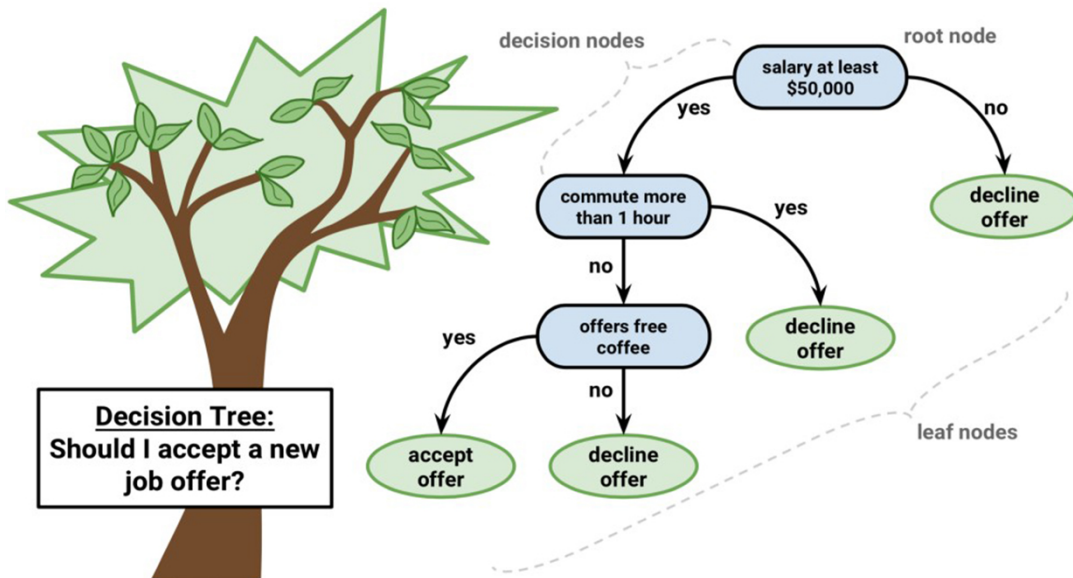 decision nodes
root node
salary at least
$50,000
yes
no
commute more
than 1 hour
decline
offer
yes
no
offers free
coffee
decline
offer
yes
no
Decision Tree:
Should I accept a new
job offer?
accept
offer
decline
offer
leaf nodes